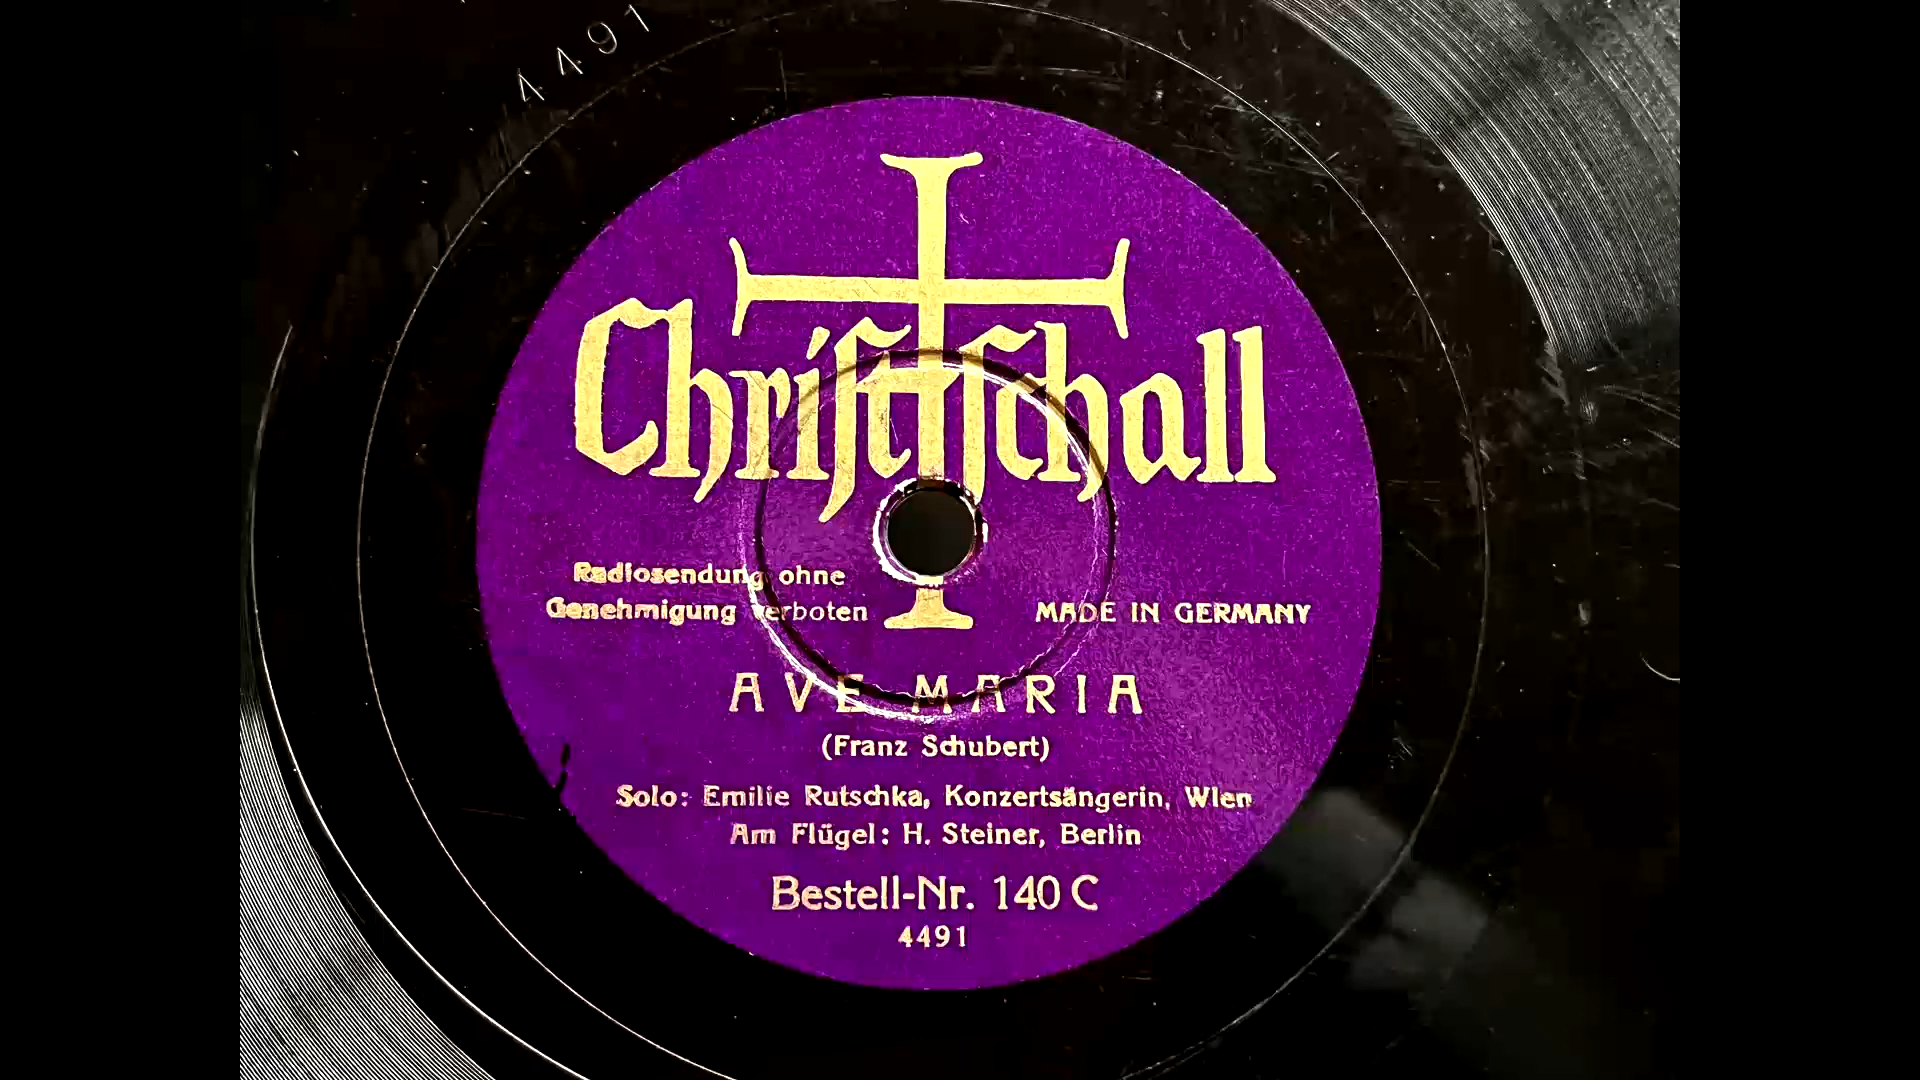 4491
Christschall
Radiosendung ohne
Genehmigung verboten
MADE IN GERMANY
AVE MARIA
(Franz Schubert)
Solo: Emilie Rutschka, Konzertsängerin, Wien
Am Flügel: H. Steiner, Berlin
Bestell-Nr. 140 C
4491